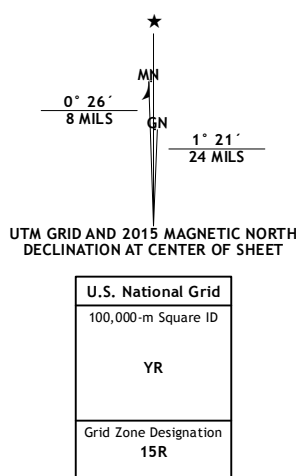 MN
0° 26´
8 MILS
GN
1° 21´
24 MILS
UTM GRID AND 2015 MAGNETIC NORTH
DECLINATION AT CENTER OF SHEET
U.S. National Grid
100,000-m Square ID
YR
Grid Zone Designation
15R